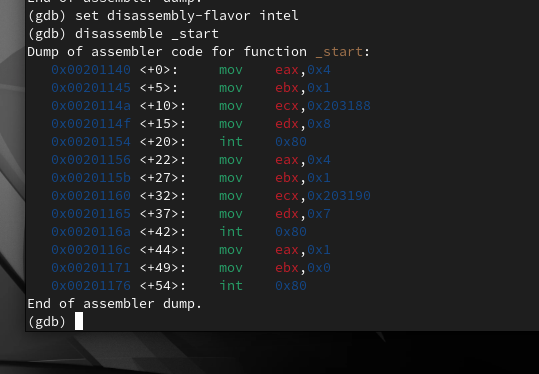 End of assembler dump.
(gdb) set disassembly-flavor intel
(gdb) disassemble _start
Dump of assembler code for function _start:
   0x00201140 <+0>:     mov    eax,0x4
   0x00201145 <+5>:     mov    ebx,0x1
   0x0020114a <+10>:    mov    ecx,0x203188
   0x0020114f <+15>:    mov    edx,0x8
   0x00201154 <+20>:    int    0x80
   0x00201156 <+22>:    mov    eax,0x4
   0x0020115b <+27>:    mov    ebx,0x1
   0x00201160 <+32>:    mov    ecx,0x203190
   0x00201165 <+37>:    mov    edx,0x7
   0x0020116a <+42>:    int    0x80
   0x0020116c <+44>:    mov    eax,0x1
   0x00201171 <+49>:    mov    ebx,0x0
   0x00201176 <+54>:    int    0x80
End of assembler dump.
(gdb)